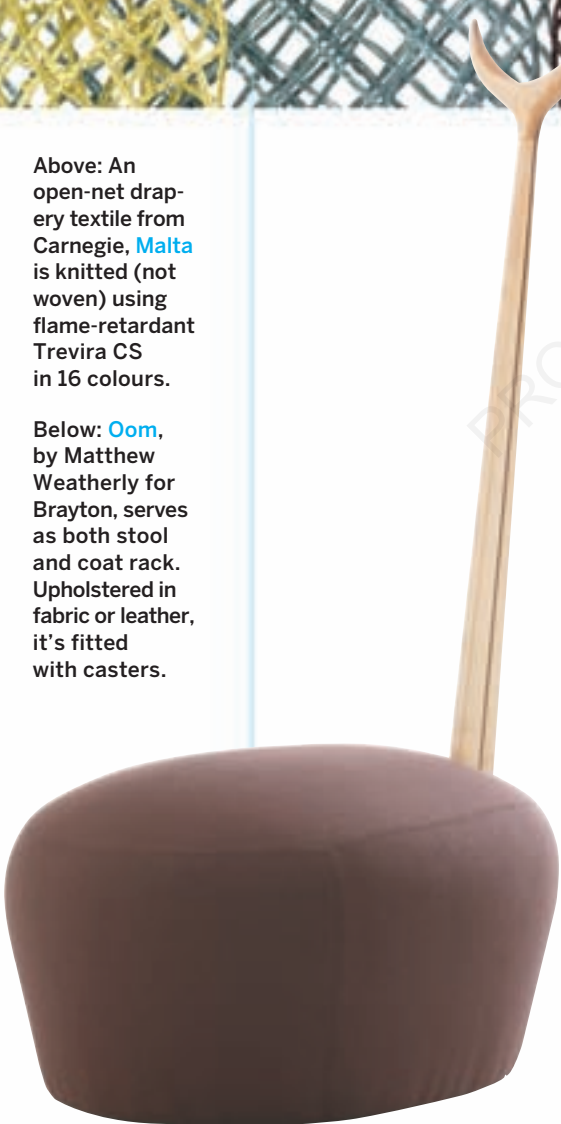 Above: An
open-net drap-
ery textile from
Carnegie, Malta
is knitted (not
woven) using
flame-retardant
Trevira CS
in 16 colours.
Below: Oom,
by Matthew
Weatherly for
Brayton, serves
as both stool
and coat rack.
Upholstered in
fabric or leather,
it's fitted
with casters.